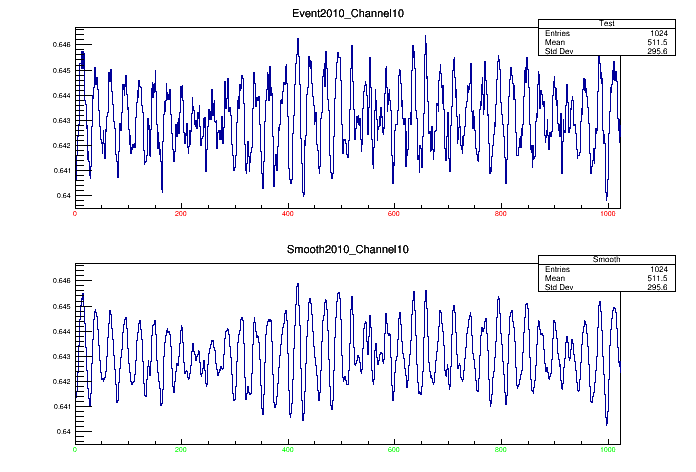 Event2010_Channel10
Test
Entries 1024
Mean 511.5
Std Dev 295.6
0.646
0.645
0.644
0.643
0.642
0.641
0.64
0 200 400 600 800 1000
Smooth2010_Channel10
Smooth
Entries 1024
Mean 511.5
Std Dev 295.6
0.646
0.645
0.644
0.643
0.642
0.641
0.64
0 200 400 600 800 1000